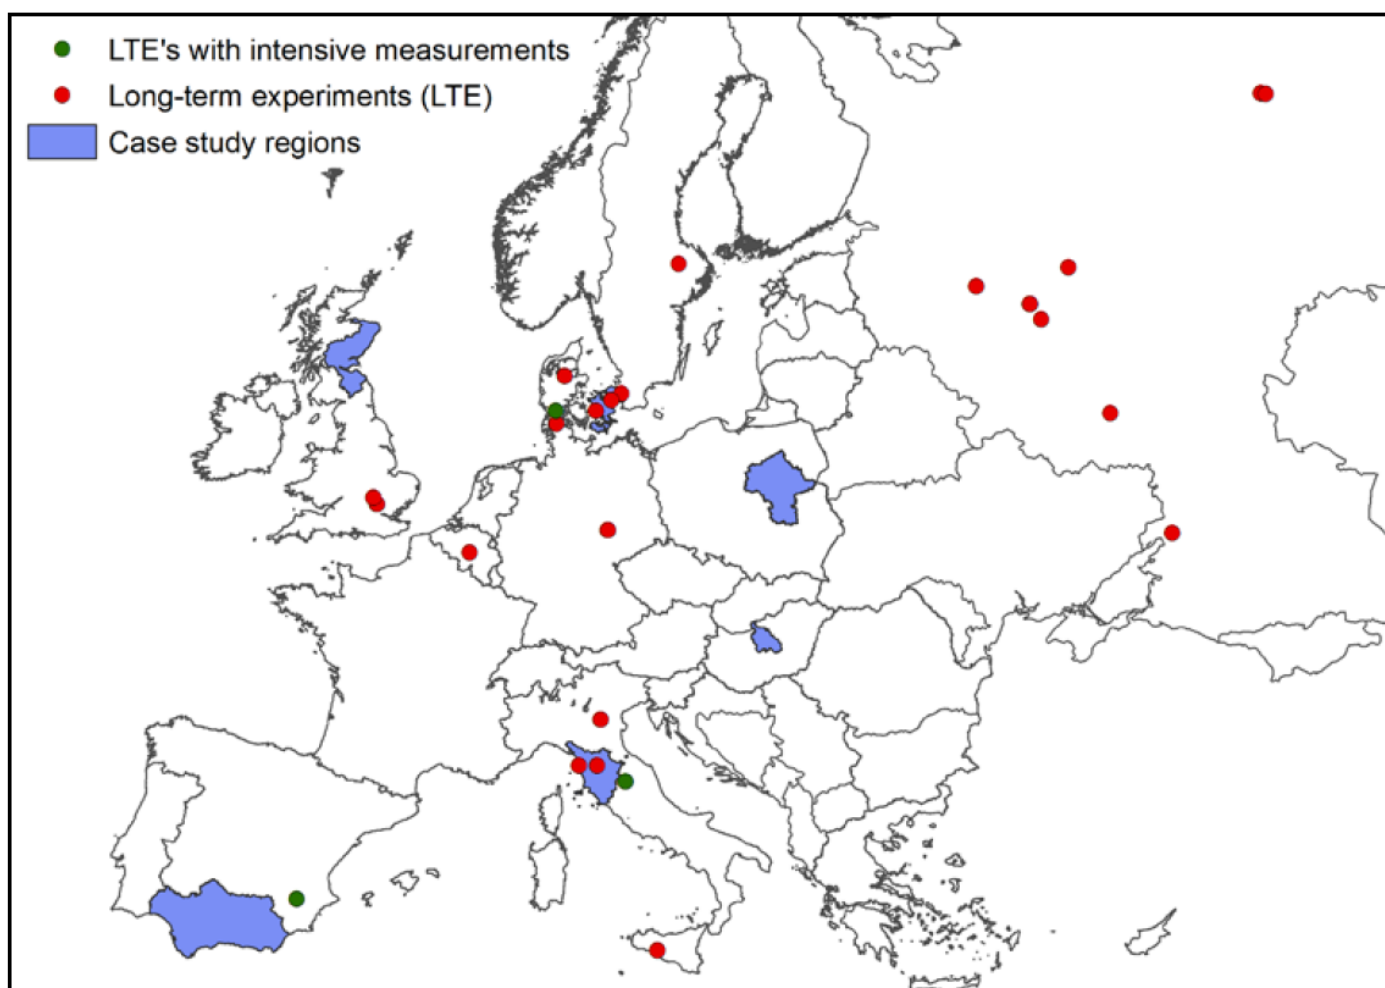 LTE's with intensive measurements
Long-term experiments (LTE)
Case study regions